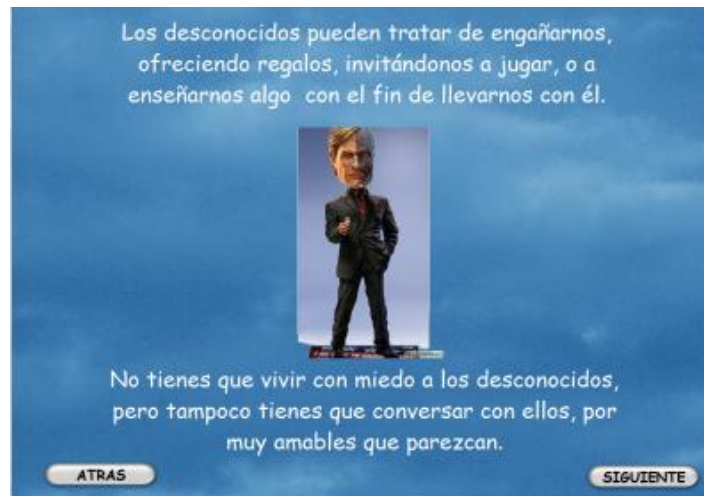 Los desconocidos pueden tratar de engañarnos,
ofreciendo regalos, invitándonos a jugar, o a
enseñarnos algo con el fin de llevarnos con él.
No tienes que vivir con miedo a los desconocidos,
pero tampoco tienes que conversar con ellos, por
muy amables que parezcan.
ATRAS
SIGUIENTE